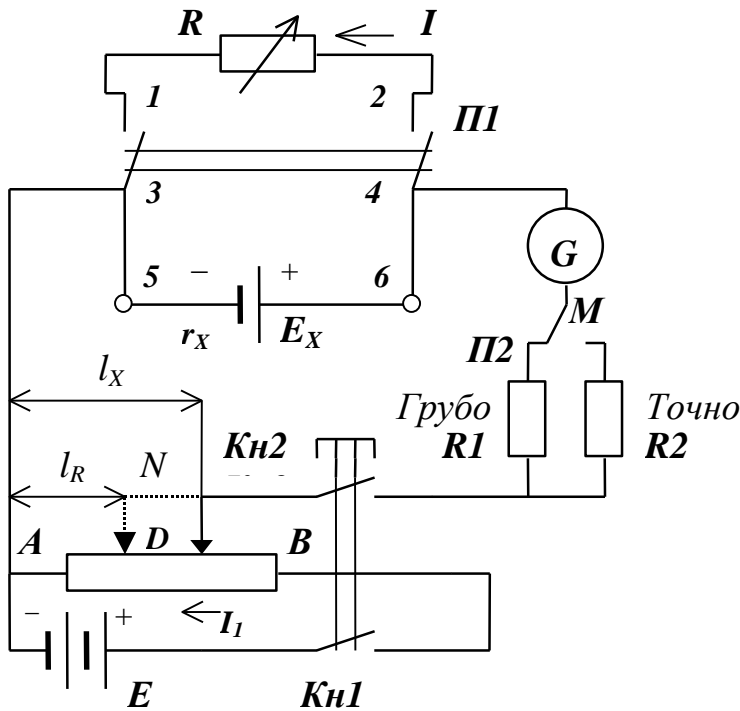 R I
1 2
П1
3 4
G
5 − + 6
M
r_X E_X
П2
l_X
Грубо Точно
R1 R2
Кн2
l_R N
A D B
− + I_1
E Кн1